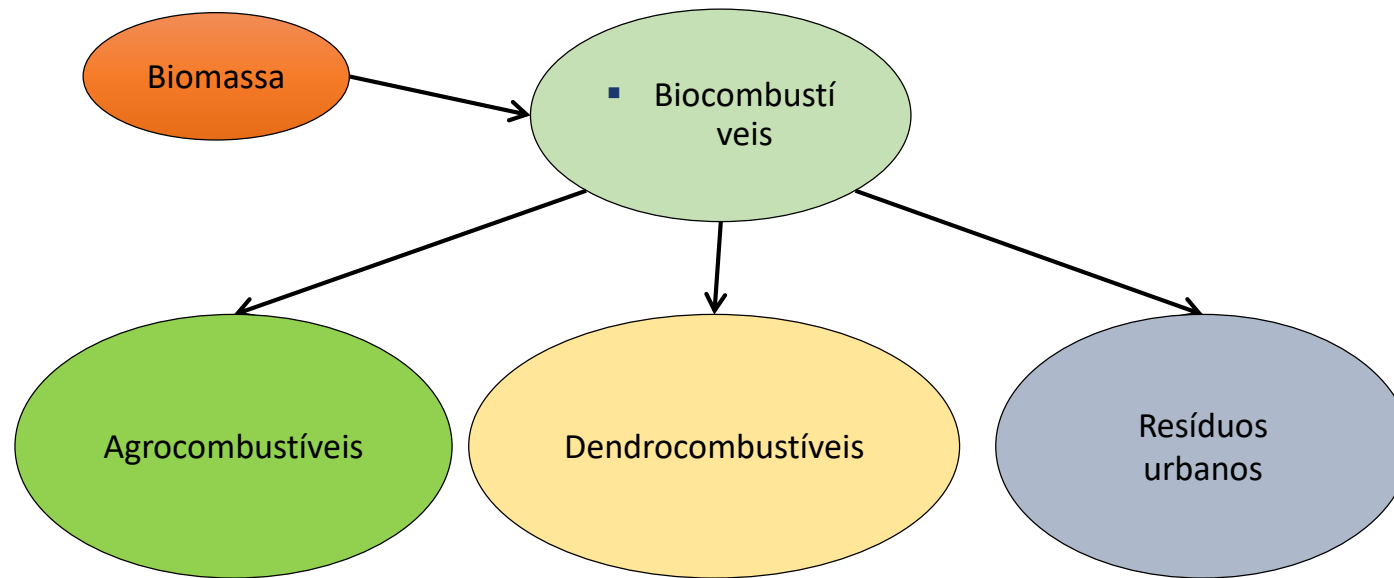 Biomassa
▪ Biocombustí
veis
Agrocombustíveis
Dendrocombustíveis
Resíduos
urbanos